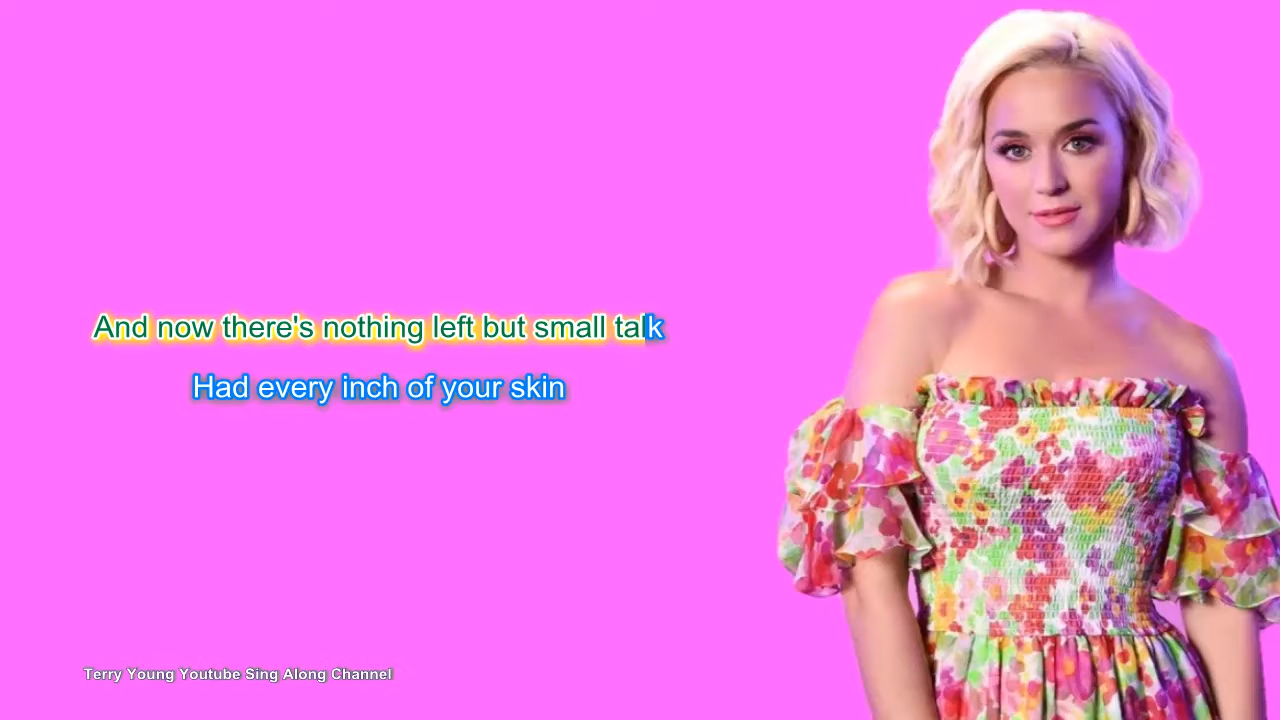 And now there's nothing left but small talk
Had every inch of your skin
Terry Young Youtube Sing Along Channel